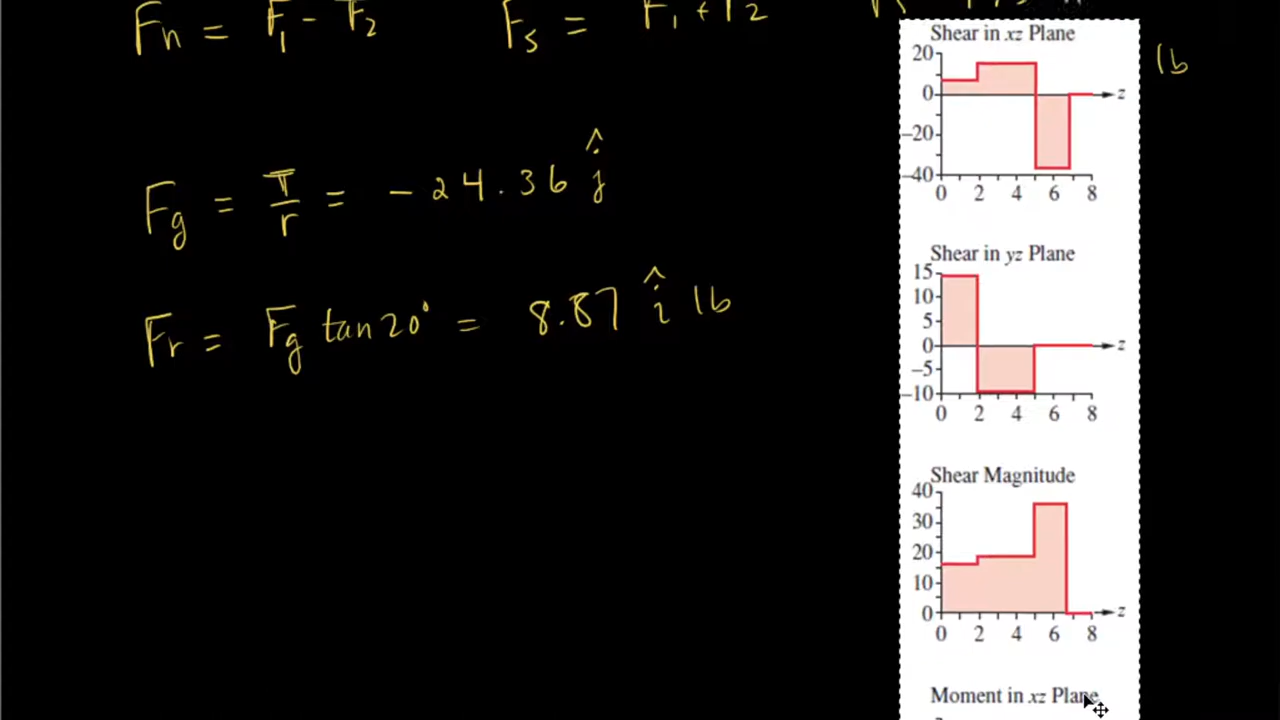 Fn = F1 - F2
Fs = F1 + F2
lb
Fg = T/r = - 24.36 ĵ
Fr = Fg tan 20° = 8.87 î lb
Shear in xz Plane
20
0
–20
–40
z
0 2 4 6 8
Shear in yz Plane
15
10
5
0
–5
–10
z
0 2 4 6 8
Shear Magnitude
40
30
20
10
0
z
0 2 4 6 8
Moment in xz Plane